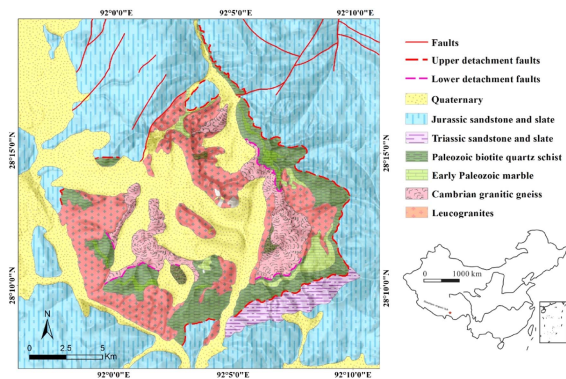 92°0'0"E 92°5'0"E 92°10'0"E
28°15'0"N
28°15'0"N
28°10'0"N
28°10'0"N
N
0 2.5 5
Km
92°0'0"E 92°5'0"E 92°10'0"E
Faults
Upper detachment faults
Lower detachment faults
Quaternary
Jurassic sandstone and slate
Triassic sandstone and slate
Paleozoic biotite quartz schist
Early Paleozoic marble
Cambrian granitic gneiss
Leucogranites
0 1000 km